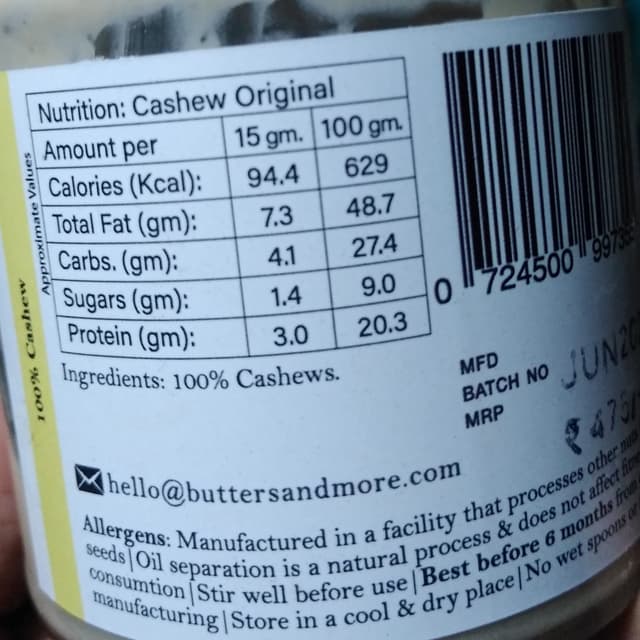 Nutrition: Cashew Original
Amount per 15 gm. 100 gm.
Calories (Kcal): 94.4 629
Total Fat (gm): 7.3 48.7
Carbs. (gm): 4.1 27.4
Sugars (gm): 1.4 9.0
Protein (gm): 3.0 20.3
Ingredients: 100% Cashews.
Approximate Values
100% Cashew
0 724500
MFD JUN
BATCH NO
MRP ₹ 475/
hello@buttersandmore.com
Allergens: Manufactured in a facility that processes other
seeds|Oil separation is a natural process & does not affect
consumtion|Stir well before use|Best before 6 months from
manufacturing|Store in a cool & dry place|No wet spoons